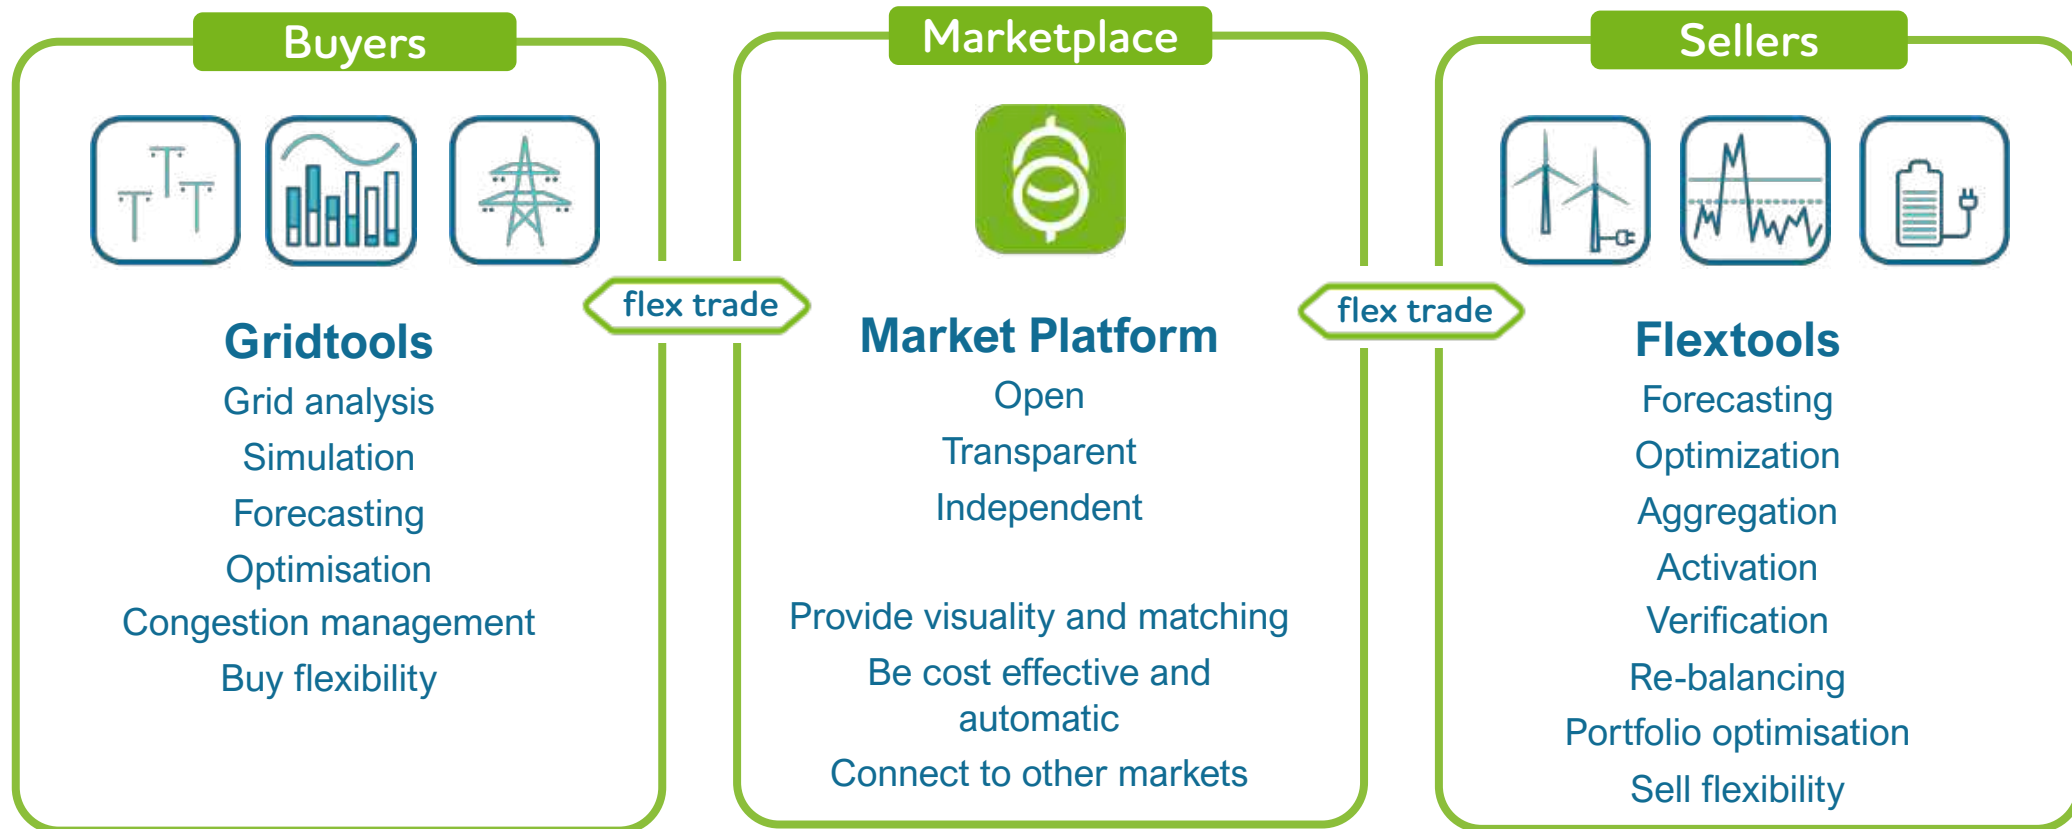 Buyers
Gridtools
Grid analysis
Simulation
Forecasting
Optimisation
Congestion management
Buy flexibility
flex trade
Marketplace
Market Platform
Open
Transparent
Independent
Provide visuality and matching
Be cost effective and
automatic
Connect to other markets
flex trade
Sellers
Flextools
Forecasting
Optimization
Aggregation
Activation
Verification
Re-balancing
Portfolio optimisation
Sell flexibility